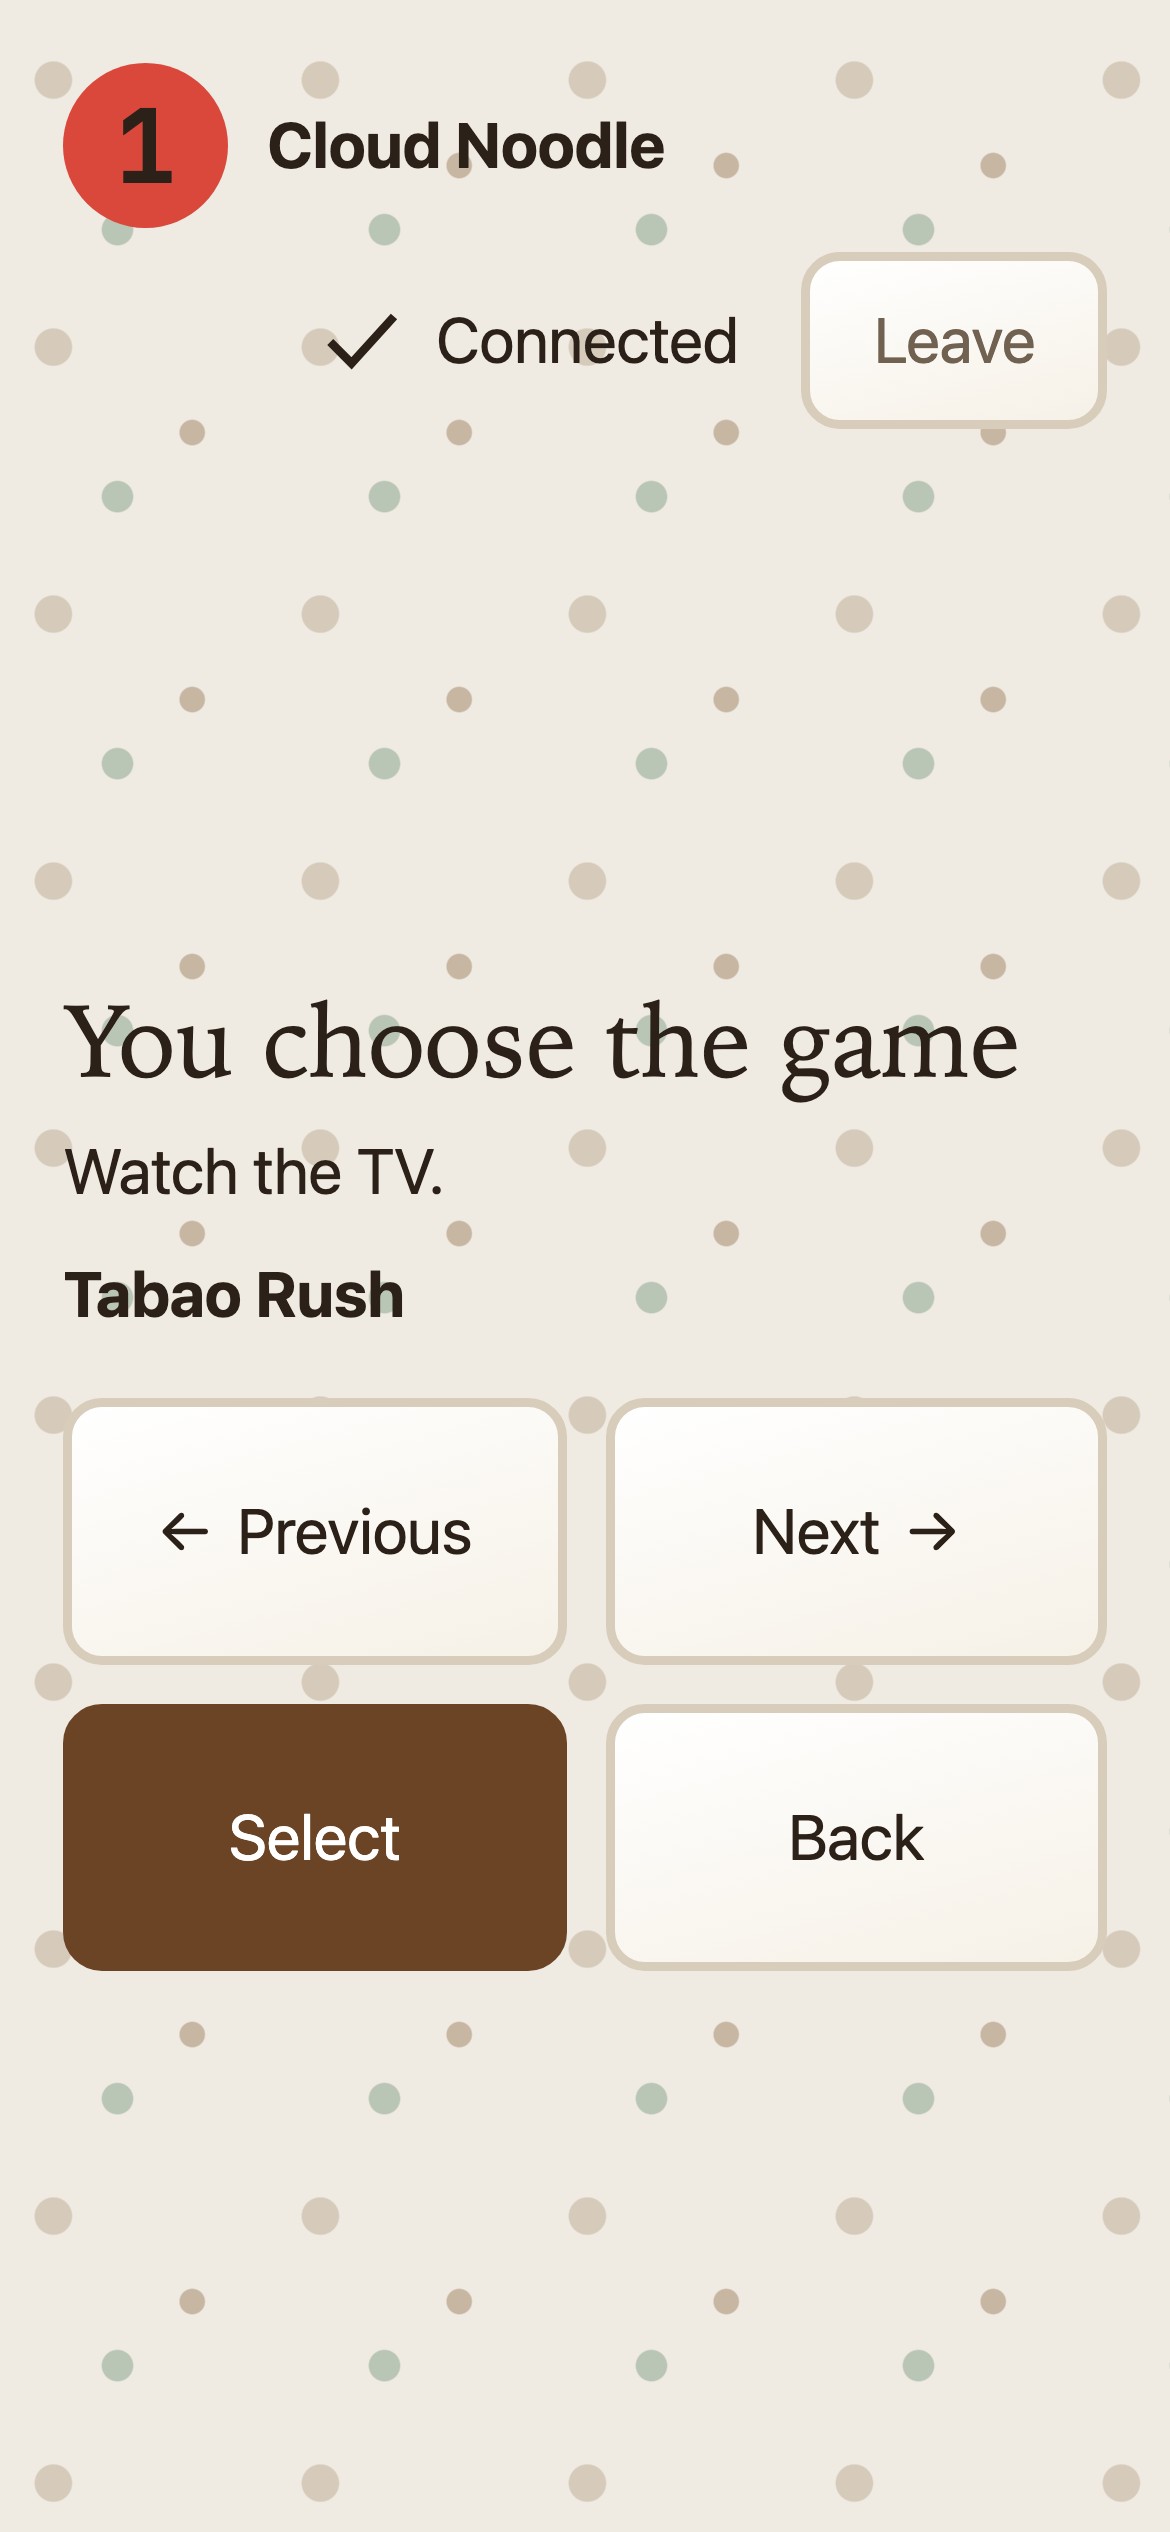 1
Cloud Noodle
Connected
Leave
You choose the game
Watch the TV.
Tabao Rush
← Previous
Next →
Select
Back